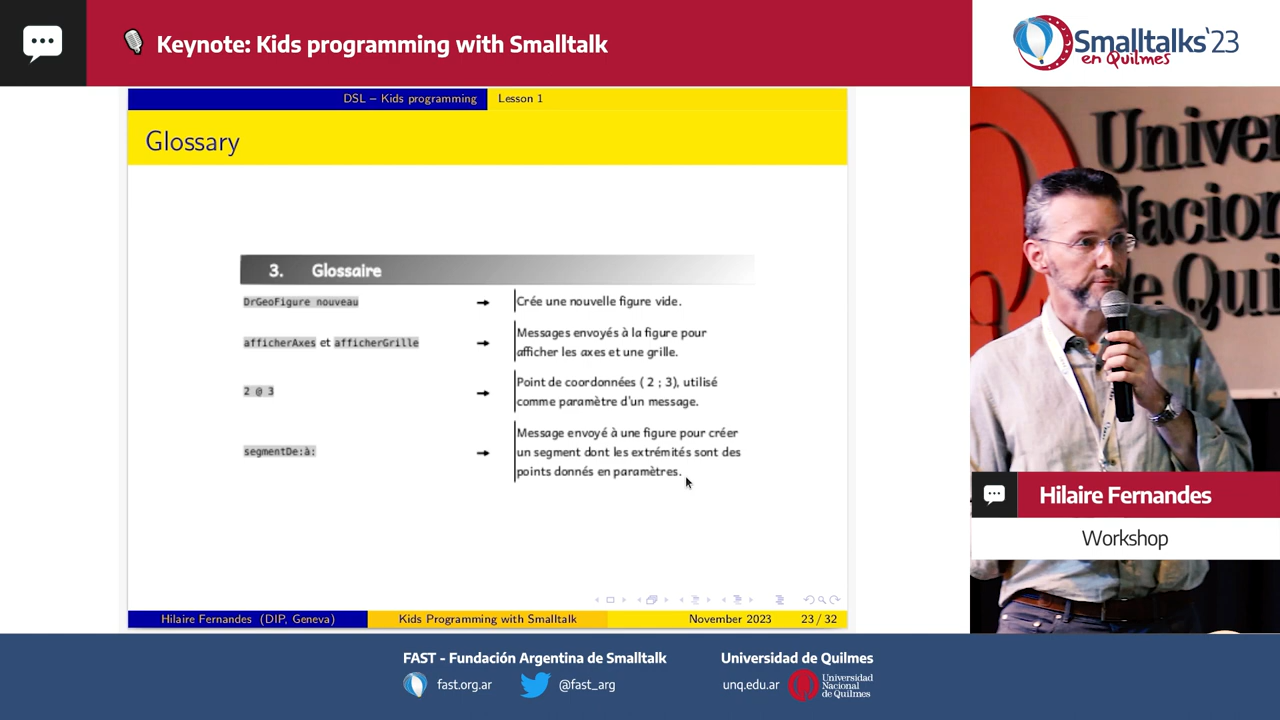 Keynote: Kids programming with Smalltalk
Smalltalks'23
en Quilmes
DSL – Kids programming
Lesson 1
Glossary
3. Glossaire
DrGeoFigure nouveau
Crée une nouvelle figure vide.
afficherAxes et afficherGrille
Messages envoyés à la figure pour
afficher les axes et une grille.
2 @ 3
Point de coordonnées ( 2 ; 3), utilisé
comme paramètre d'un message.
segmentDe:à:
Message envoyé à une figure pour créer
un segment dont les extrémités sont des
points donnés en paramètres.
Hilaire Fernandes (DIP, Geneva)
Kids Programming with Smalltalk
November 2023
23 / 32
Univer
Nacion
de Qui
Hilaire Fernandes
Workshop
FAST - Fundación Argentina de Smalltalk
fast.org.ar
@fast_arg
Universidad de Quilmes
unq.edu.ar
Universidad
Nacional
de Quilmes